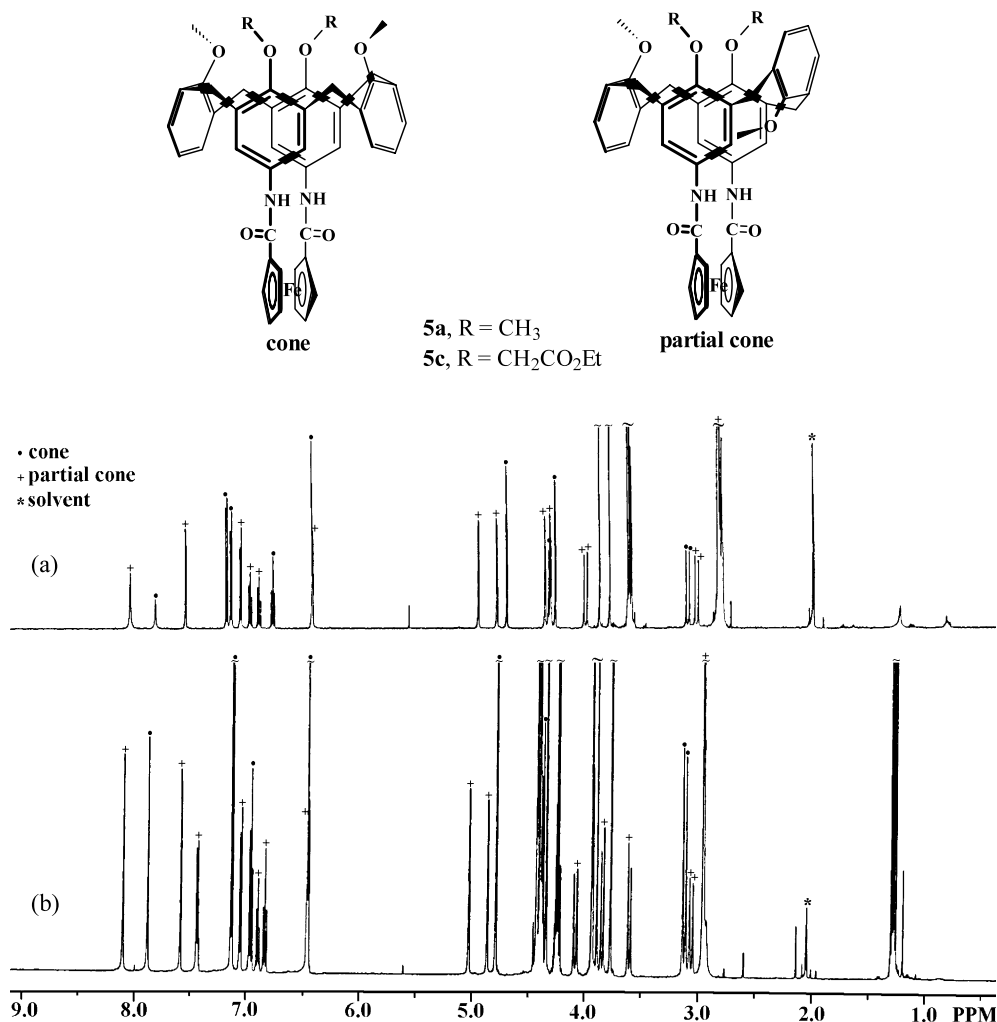 R R
O O O O
R R
O O O
O
NH NH
NH NH
O=C C=O
O=C C=O
Fe
Fe
cone
5a, R = CH₃
partial cone
5c, R = CH₂CO₂Et
• cone
+ partial cone
* solvent
(a)
(b)
9.0 8.0 7.0 6.0 5.0 4.0 3.0 2.0 1.0 PPM